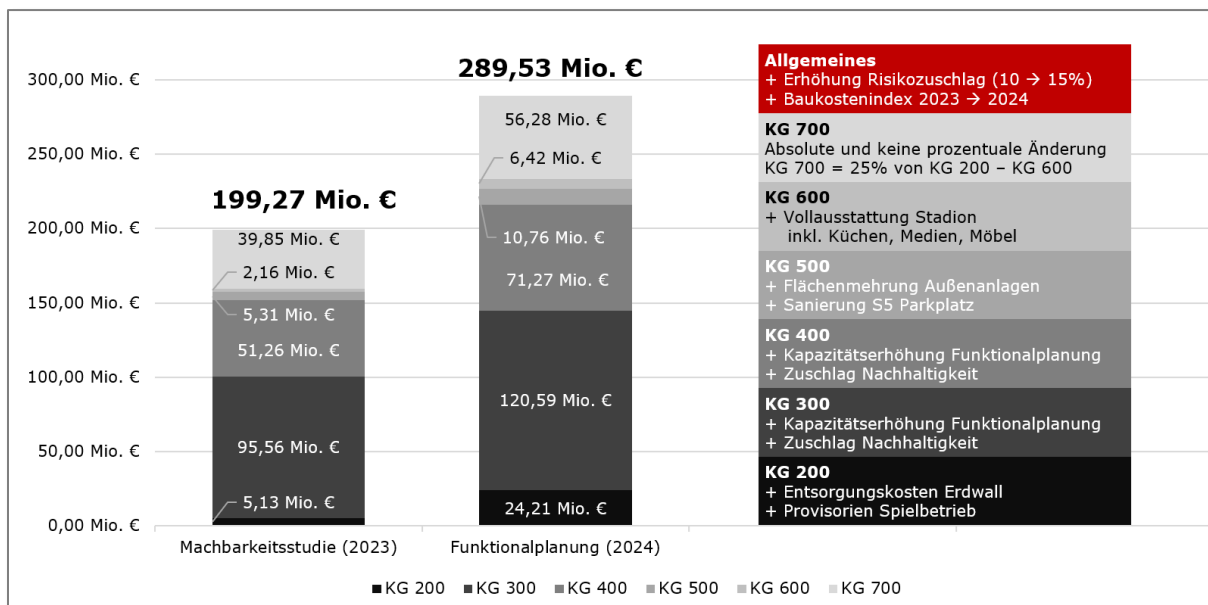 300,00 Mio. €
250,00 Mio. €
200,00 Mio. €
150,00 Mio. €
100,00 Mio. €
50,00 Mio. €
0,00 Mio. €
199,27 Mio. €
39,85 Mio. €
2,16 Mio. €
5,31 Mio. €
51,26 Mio. €
95,56 Mio. €
5,13 Mio. €
Machbarkeitsstudie (2023)
289,53 Mio. €
56,28 Mio. €
6,42 Mio. €
10,76 Mio. €
71,27 Mio. €
120,59 Mio. €
24,21 Mio. €
Funktionalplanung (2024)
Allgemeines
+ Erhöhung Risikozuschlag (10 → 15%)
+ Baukostenindex 2023 → 2024
KG 700
Absolute und keine prozentuale Änderung
KG 700 = 25% von KG 200 – KG 600
KG 600
+ Vollausstattung Stadion
inkl. Küchen, Medien, Möbel
KG 500
+ Flächenmehrung Außenanlagen
+ Sanierung S5 Parkplatz
KG 400
+ Kapazitätserhöhung Funktionalplanung
+ Zuschlag Nachhaltigkeit
KG 300
+ Kapazitätserhöhung Funktionalplanung
+ Zuschlag Nachhaltigkeit
KG 200
+ Entsorgungskosten Erdwall
+ Provisorien Spielbetrieb
KG 200 KG 300 KG 400 KG 500 KG 600 KG 700